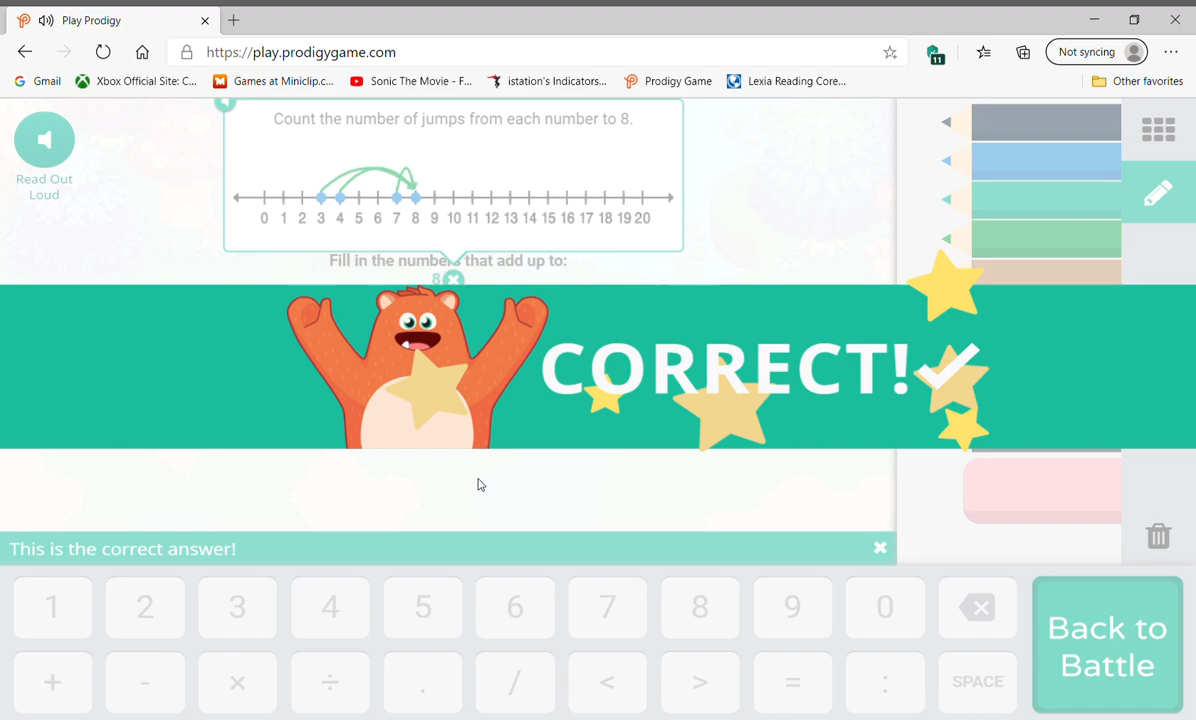 Play Prodigy
https://play.prodigygame.com
11
Not syncing
Gmail
Xbox Official Site: C...
Games at Miniclip.c...
Sonic The Movie - F...
istation's Indicators...
Prodigy Game
Lexia Reading Core...
Other favorites
Read Out
Loud
Count the number of jumps from each number to 8.
0 1 2 3 4 5 6 7 8 9 10 11 12 13 14 15 16 17 18 19 20
Fill in the numbers that add up to:
8
CORRECT!
This is the correct answer!
1 2 3 4 5 6 7 8 9 0
+ - × ÷ . / < > = : SPACE
Back to
Battle